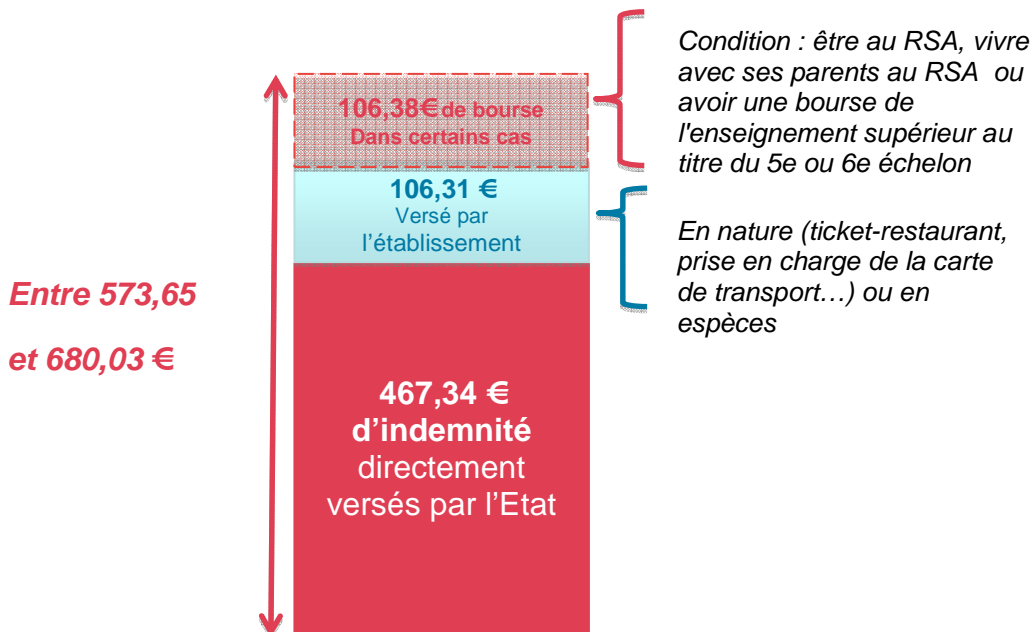 Condition : être au RSA, vivre
avec ses parents au RSA ou
avoir une bourse de
l'enseignement supérieur au
titre du 5e ou 6e échelon
106,38€ de bourse
Dans certains cas
106,31 €
Versé par
l'établissement
En nature (ticket-restaurant,
prise en charge de la carte
de transport…) ou en
espèces
Entre 573,65
et 680,03 €
467,34 €
d'indemnité
directement
versés par l'Etat